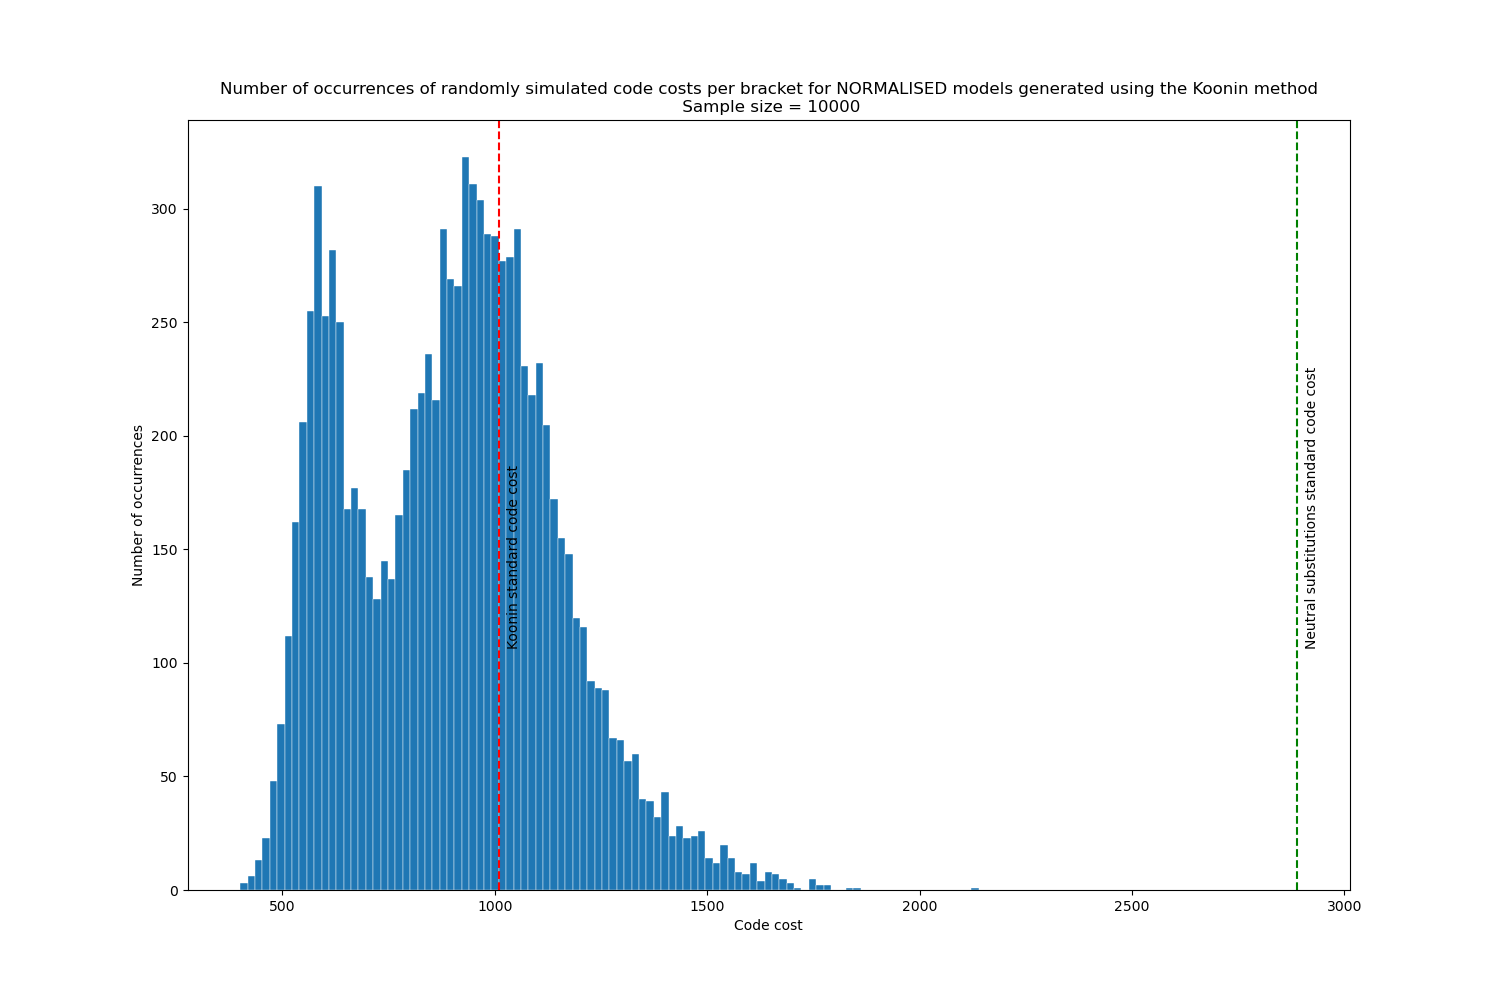 Number of occurrences of randomly simulated code costs per bracket for NORMALISED models generated using the Koonin method
Sample size = 10000
Number of occurrences
300
250
200
150
100
50
0
Koonin standard code cost
Neutral substitutions standard code cost
500
1000
1500
2000
2500
3000
Code cost